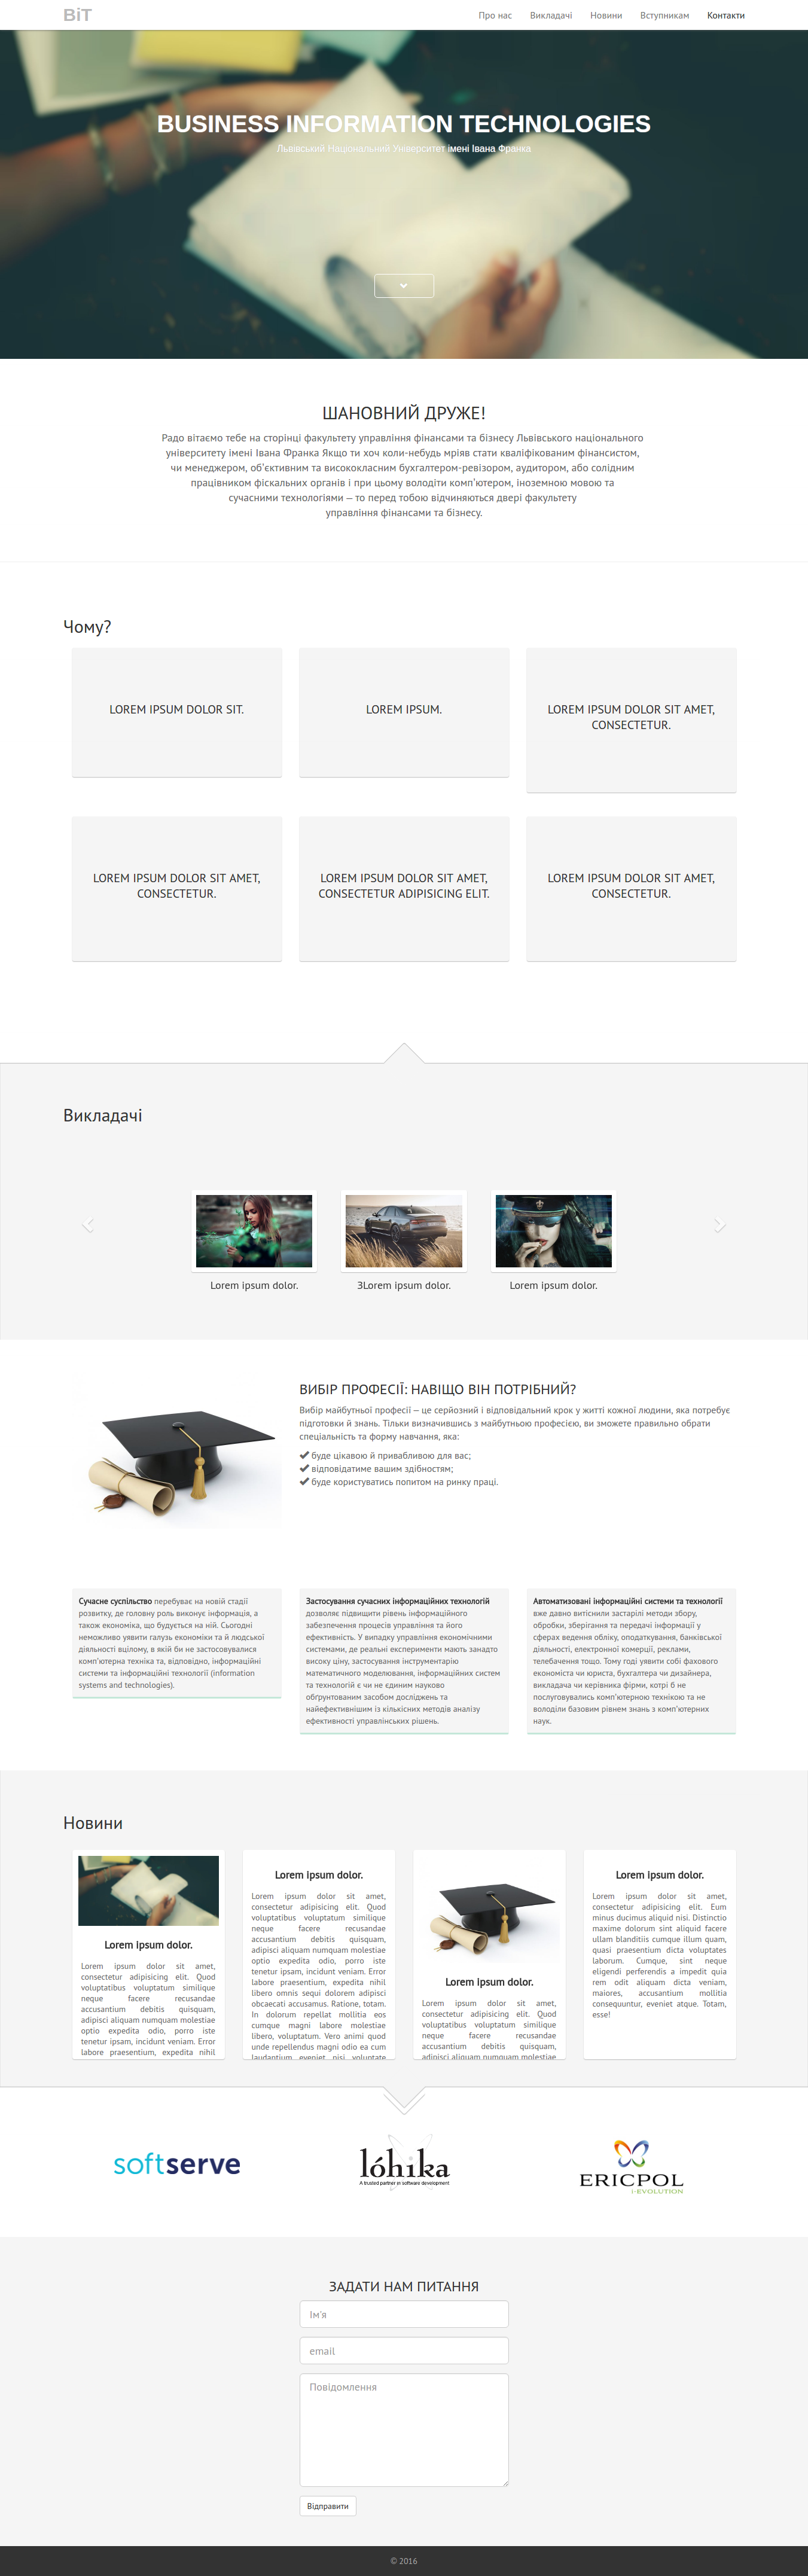 BiT
Про нас
Викладачі
Новини
Вступникам
Контакти
BUSINESS INFORMATION TECHNOLOGIES
Львівський Національний Університет імені Івана Франка
ШАНОВНИЙ ДРУЖЕ!
Радо вітаємо тебе на сторінці факультету управління фінансами та бізнесу Львівського національного
університету імені Івана Франка Якщо ти хоч коли-небудь мріяв стати кваліфікованим фінансистом,
чи менеджером, об'єктивним та висококласним бухгалтером-ревізором, аудитором, або солідним
працівником фіскальних органів і при цьому володіти комп'ютером, іноземною мовою та
сучасними технологіями – то перед тобою відчиняються двері факультету
управління фінансами та бізнесу.
Чому?
LOREM IPSUM DOLOR SIT.
LOREM IPSUM.
LOREM IPSUM DOLOR SIT AMET,
CONSECTETUR.
LOREM IPSUM DOLOR SIT AMET,
CONSECTETUR.
LOREM IPSUM DOLOR SIT AMET,
CONSECTETUR ADIPISICING ELIT.
LOREM IPSUM DOLOR SIT AMET,
CONSECTETUR.
Викладачі
Lorem ipsum dolor.
3Lorem ipsum dolor.
Lorem ipsum dolor.
ВИБІР ПРОФЕСІЇ: НАВІЩО ВІН ПОТРІБНИЙ?
Вибір майбутньої професії – це серйозний і відповідальний крок у житті кожної людини, яка потребує
підготовки й знань. Тільки визначившись з майбутньою професією, ви зможете правильно обрати
спеціальність та форму навчання, яка:
✔ буде цікавою й привабливою для вас;
✔ відповідатиме вашим здібностям;
✔ буде користуватись попитом на ринку праці.
Сучасне суспільство перебуває на новій стадії
розвитку, де головну роль виконує інформація, а
також економіка, що будується на ній. Сьогодні
неможливо уявити галузь економіки та й людської
діяльності вцілому, в якій би не застосовувалися
комп'ютерна техніка та, відповідно, інформаційні
системи та інформаційні технології (information
systems and technologies).
Застосування сучасних інформаційних технологій
дозволяє підвищити рівень інформаційного
забезпечення процесів управління та його
ефективність. У випадку управління економічними
системами, де реальні експерименти мають занадто
високу ціну, застосування інструментарію
математичного моделювання, інформаційних систем
та технологій є чи не єдиним науково
обґрунтованим засобом досліджень та
найефективнішим із кількісних методів аналізу
ефективності управлінських рішень.
Автоматизовані інформаційні системи та технології
вже давно витіснили застарілі методи збору,
обробки, зберігання та передачі інформації у
сферах ведення обліку, оподаткування, банківської
діяльності, електронної комерції, реклами,
телебачення тощо. Тому годі уявити собі фахового
економіста чи юриста, бухгалтера чи дизайнера,
викладача чи керівника фірми, котрі б не
послуговувались комп'ютерною технікою та не
володіли базовим рівнем знань з комп'ютерних
наук.
Новини
Lorem ipsum dolor.
Lorem ipsum dolor sit amet,
consectetur adipisicing elit. Quod
voluptatibus voluptatum similique
neque facere recusandae
accusantium debitis quisquam,
adipisci aliquam numquam molestiae
optio expedita odio, porro iste
tenetur ipsam, incidunt veniam. Error
labore praesentium, expedita nihil
Lorem ipsum dolor.
Lorem ipsum dolor sit amet,
consectetur adipisicing elit. Quod
voluptatibus voluptatum similique
neque facere recusandae
accusantium debitis quisquam,
adipisci aliquam numquam molestiae
optio expedita odio, porro iste
tenetur ipsam, incidunt veniam. Error
labore praesentium, expedita nihil
libero omnis sequi dolorem adipisci
obcaecati accusamus. Ratione, totam.
In dolorum repellat mollitia eos
cumque magni labore molestiae
libero, voluptatum. Vero animi quod
unde repellendus magni odio ea cum
laudantium eveniet nisi voluptate
Lorem ipsum dolor.
Lorem ipsum dolor sit amet,
consectetur adipisicing elit. Quod
voluptatibus voluptatum similique
neque facere recusandae
accusantium debitis quisquam,
adipisci aliquam numquam molestiae
Lorem ipsum dolor.
Lorem ipsum dolor sit amet,
consectetur adipisicing elit. Eum
minus ducimus aliquid nisi. Distinctio
maxime dolorum sint aliquid facere
ullam blanditiis cumque illum quam,
quasi praesentium dicta voluptates
laborum. Cumque, sint neque
eligendi perferendis a impedit quia
rem odit aliquam dicta veniam,
maiores, accusantium mollitia
consequuntur, eveniet atque. Totam,
esse!
softserve
lóhika
A trusted partner in software development
ERICPOL
I-EVOLUTION
ЗАДАТИ НАМ ПИТАННЯ
Ім'я
email
Повідомлення
Відправити
© 2016